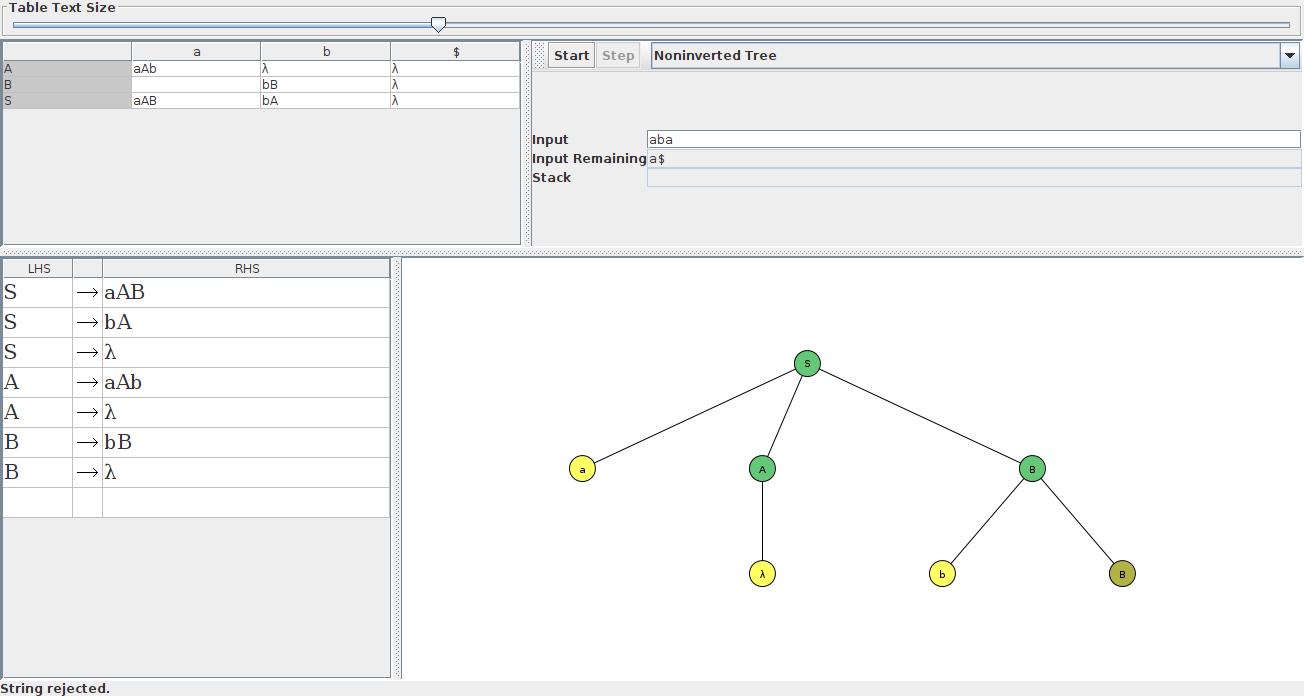 Table Text Size
a b $
A aAb λ λ
B bB λ
S aAB bA λ
Start Step Noninverted Tree
Input aba
Input Remaining a$
Stack
LHS RHS
S → aAB
S → bA
S → λ
A → aAb
A → λ
B → bB
B → λ
S
a A B
λ b B
String rejected.